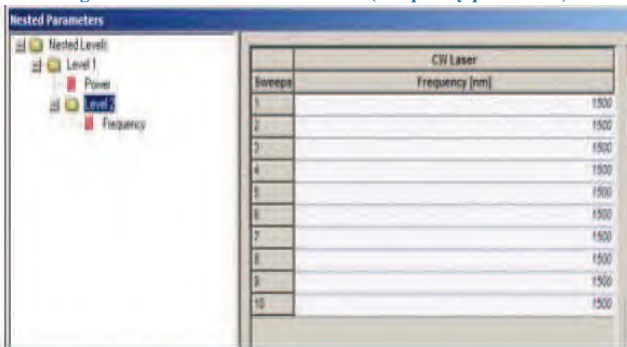 Nested Parameters
Nested Levels
Level 1
Power
Level 2
Frequency
CW Laser
Sweeps Frequency [nm]
1 1500
2 1500
3 1500
4 1500
5 1500
6 1500
7 1500
8 1500
9 1500
10 1500